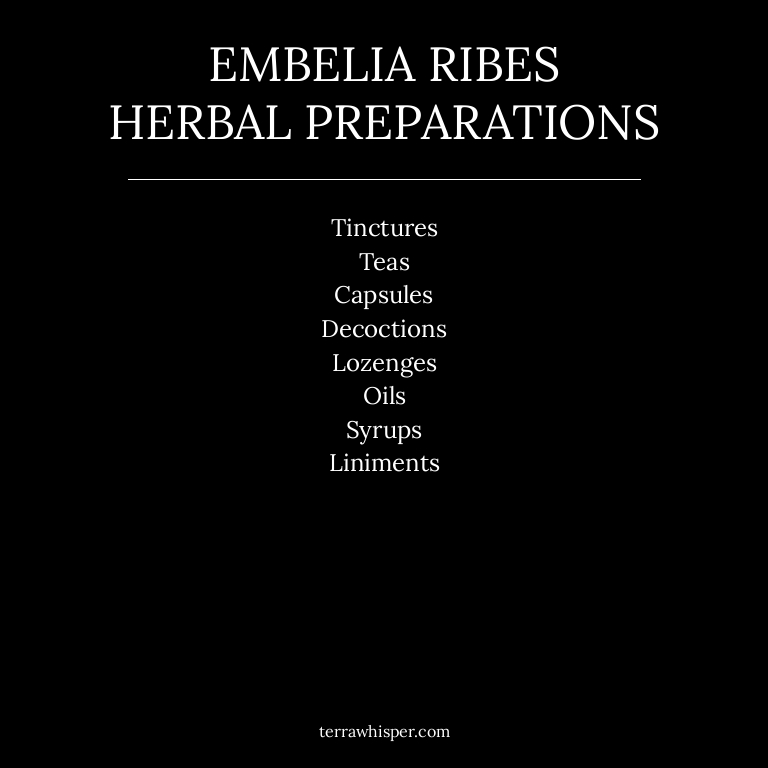 EMBELIA RIBES
HERBAL PREPARATIONS
Tinctures
Teas
Capsules
Decoctions
Lozenges
Oils
Syrups
Liniments
terrawhisper.com